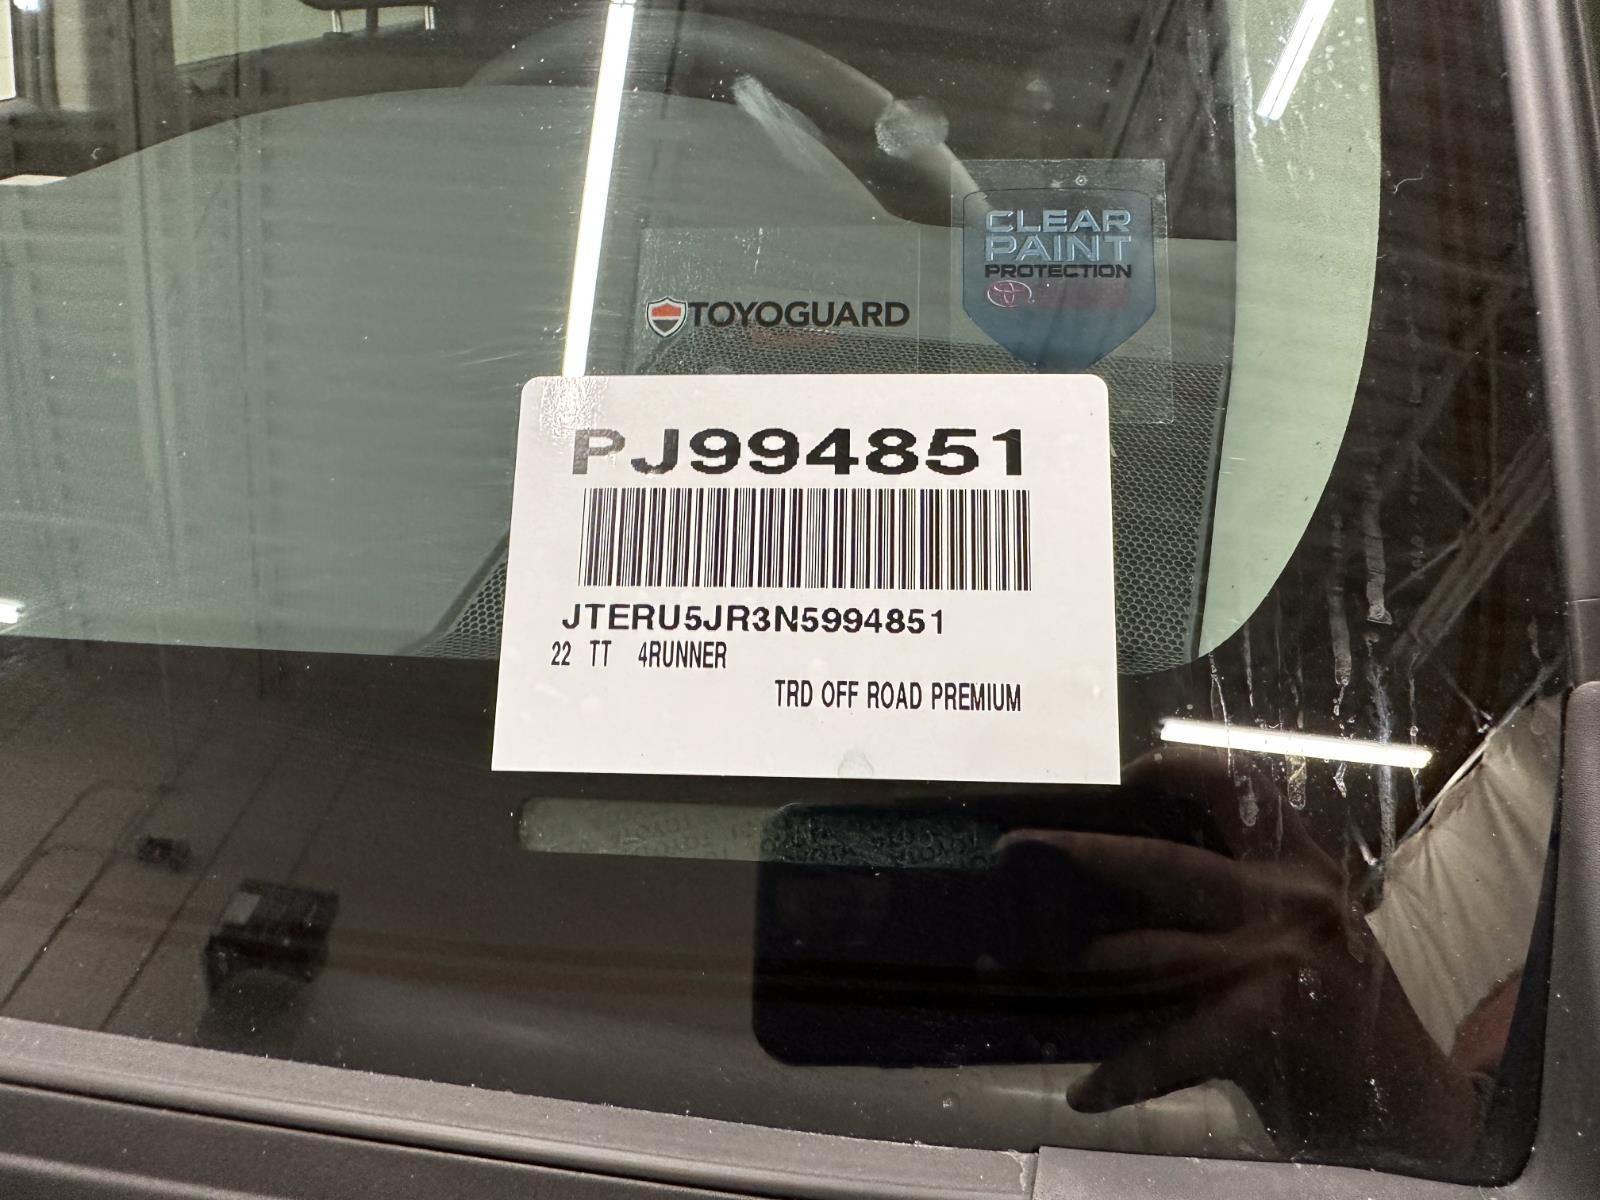 CLEAR
PAINT
PROTECTION
TOYOGUARD
PJ994851
JTERU5JR3N5994851
22 TT 4RUNNER
TRD OFF ROAD PREMIUM